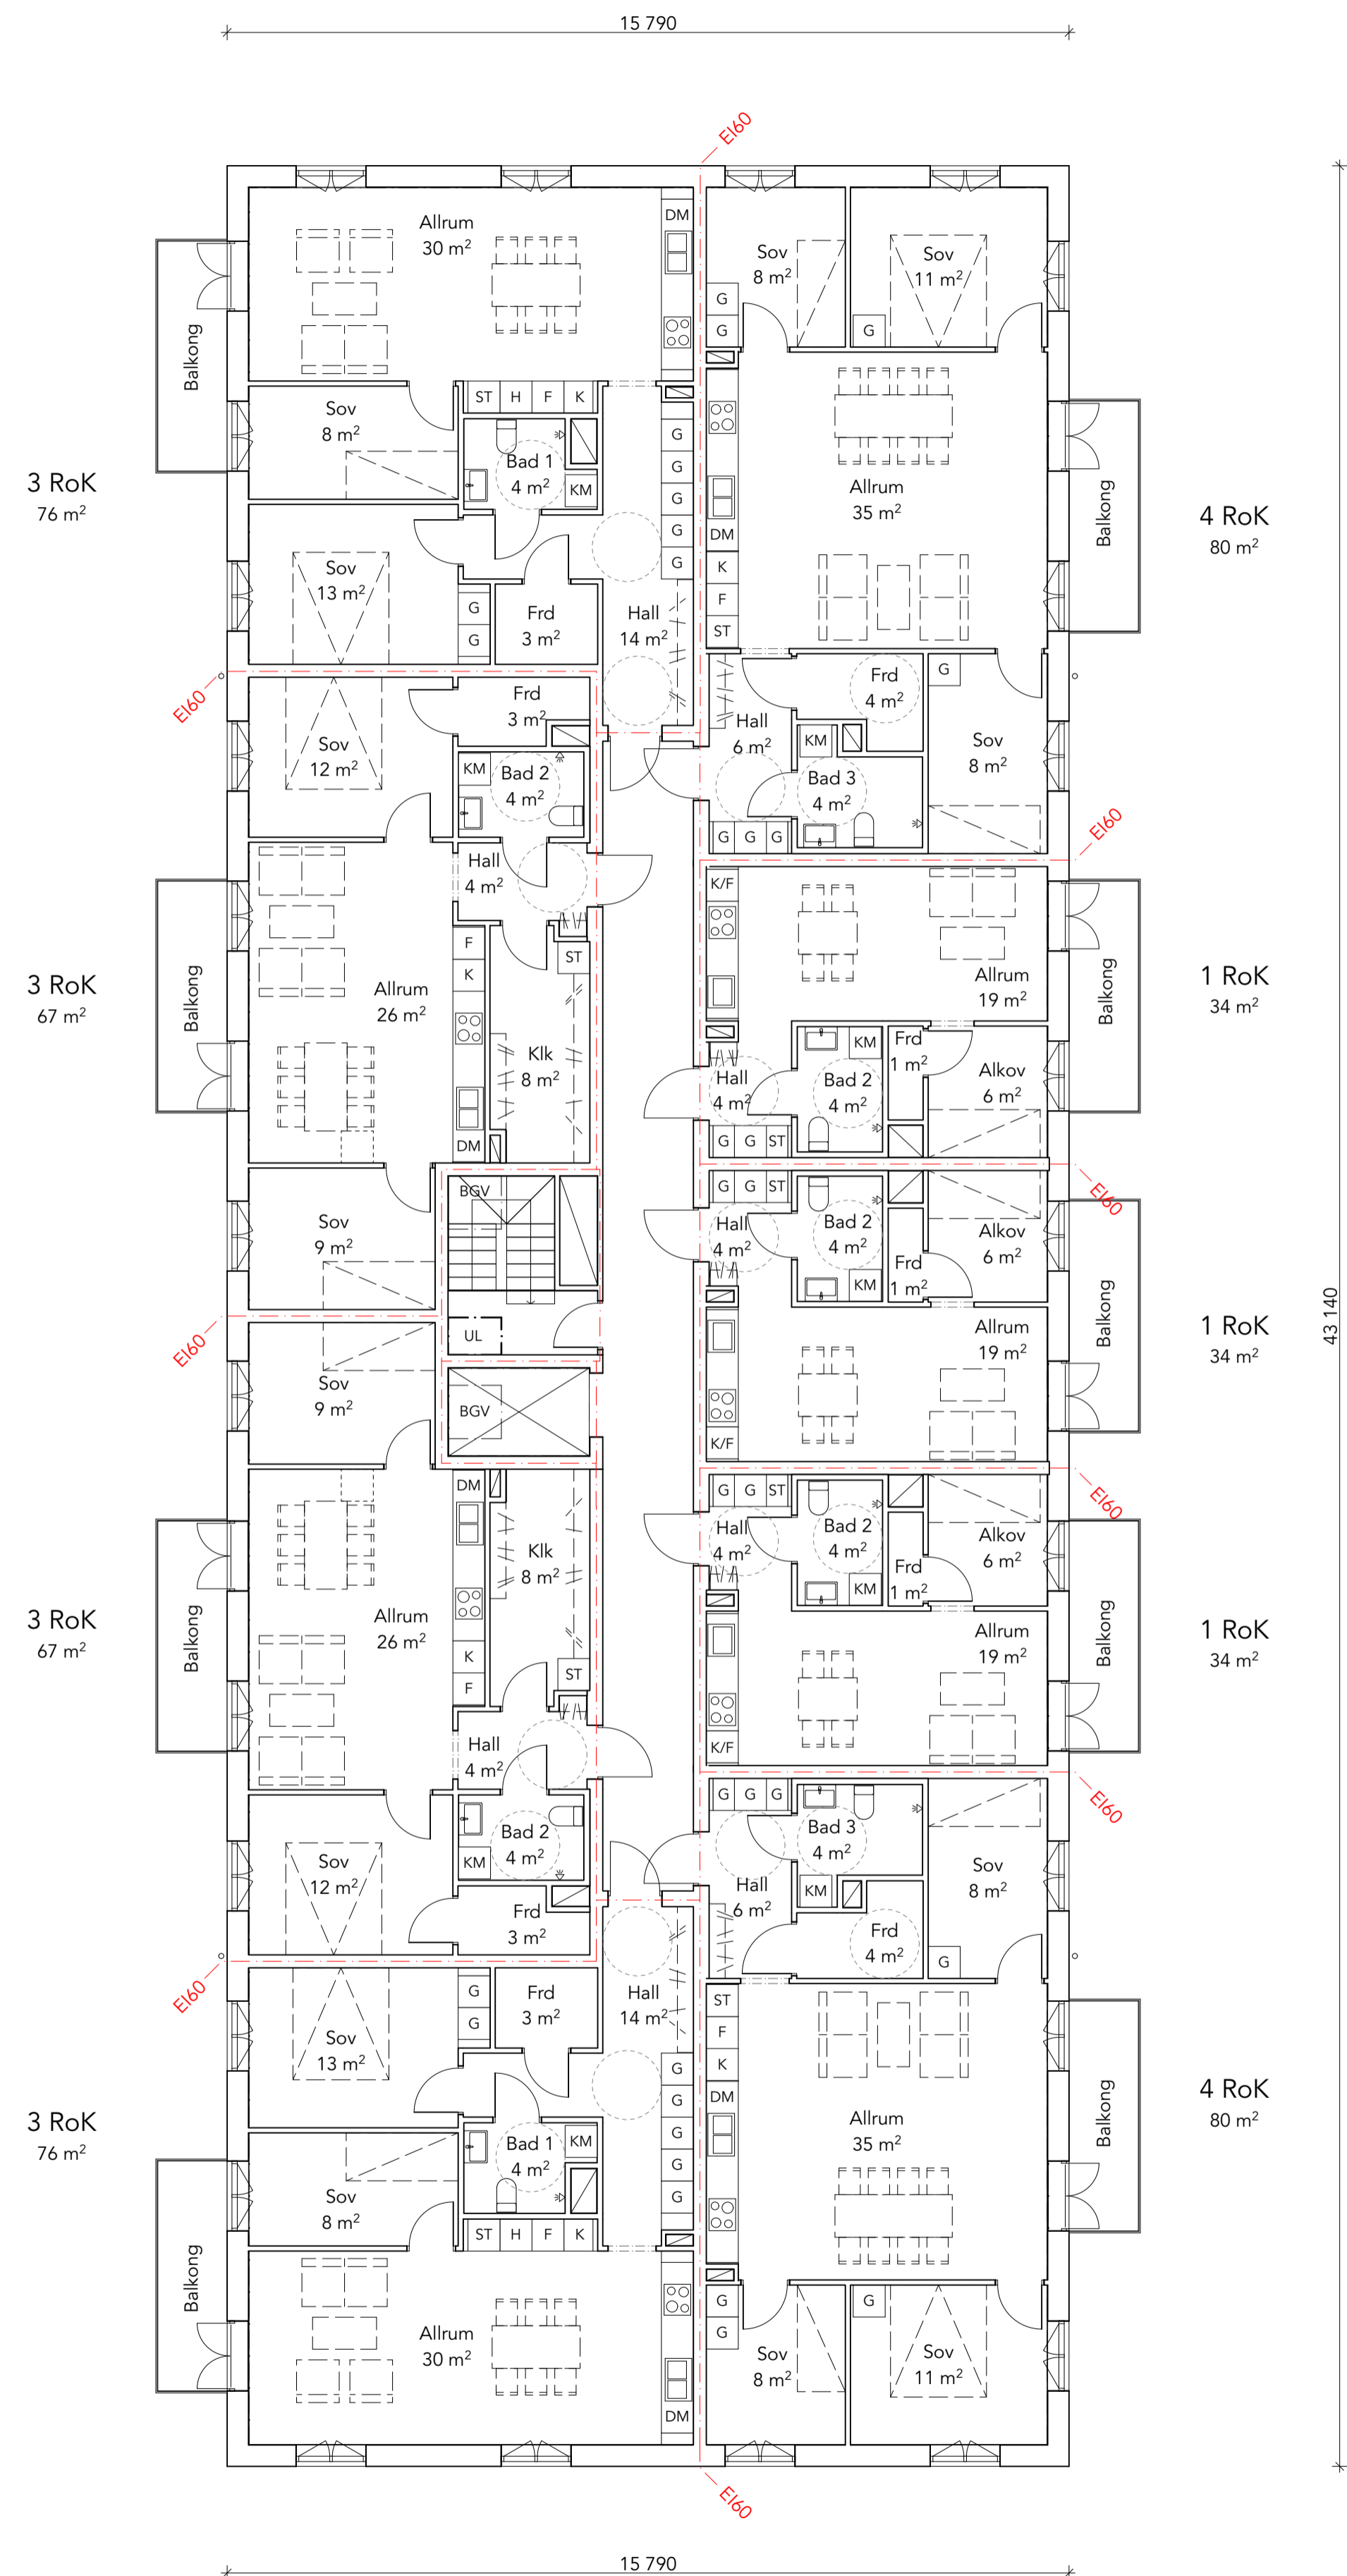 15 790
EI60
Allrum
30 m²
DM
Sov
8 m²
G
G
Sov
11 m²
G
Balkong
Sov
8 m²
ST H F K
Bad 1
4 m²
KM
G
G
G
G
G
3 RoK
76 m²
Sov
13 m²
G
G
Frd
3 m²
Hall
14 m²
Allrum
35 m²
DM
K
F
ST
Balkong
4 RoK
80 m²
EI60
Sov
12 m²
Frd
3 m²
KM
Bad 2
4 m²
Hall
6 m²
Frd
4 m²
G
KM
Bad 3
4 m²
Sov
8 m²
G G G
EI60
Hall
4 m²
F
K
ST
Allrum
26 m²
DM
Klk
8 m²
Balkong
3 RoK
67 m²
K/F
Allrum
19 m²
Hall
4 m²
Bad 2
4 m²
KM
Frd
1 m²
Alkov
6 m²
G G ST
Balkong
1 RoK
34 m²
EI60
Sov
9 m²
BGV
UL
EI60
G G ST
Hall
4 m²
Bad 2
4 m²
KM
Frd
1 m²
Alkov
6 m²
Allrum
19 m²
K/F
Balkong
1 RoK
34 m²
43 140
Sov
9 m²
BGV
EI60
DM
Allrum
26 m²
K
F
Klk
8 m²
ST
Balkong
3 RoK
67 m²
G G ST
Hall
4 m²
Bad 2
4 m²
KM
Frd
1 m²
Alkov
6 m²
Allrum
19 m²
K/F
Balkong
1 RoK
34 m²
EI60
Hall
4 m²
Bad 2
4 m²
KM
Sov
12 m²
Frd
3 m²
G G G
Bad 3
4 m²
KM
Hall
6 m²
Frd
4 m²
Sov
8 m²
G
EI60
Sov
13 m²
G
G
Frd
3 m²
Hall
14 m²
G
G
G
G
G
ST
F
K
DM
Allrum
35 m²
Balkong
4 RoK
80 m²
3 RoK
76 m²
Bad 1
4 m²
KM
Sov
8 m²
ST H F K
Balkong
Allrum
30 m²
DM
G
G
Sov
8 m²
G
Sov
11 m²
EI60
15 790